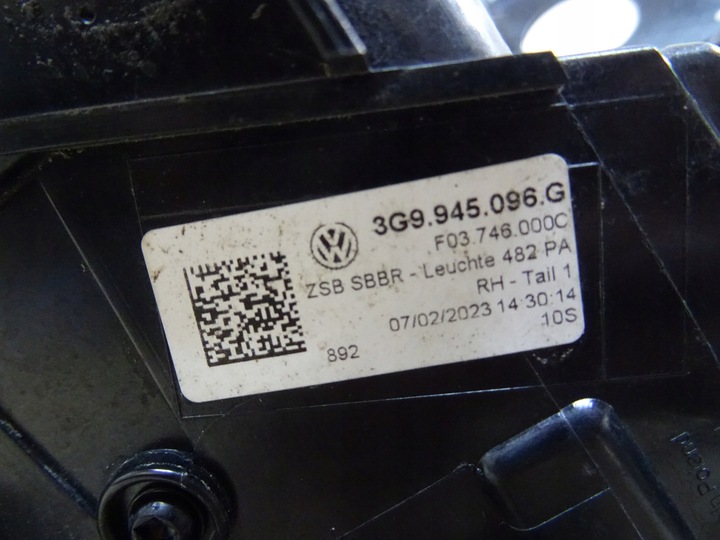 3G9.945.096.G
F03.746.000C
ZSB SBBR - Leuchte 482 PA
RH - Tail 1
07/02/2023 14:30:14
10S
892